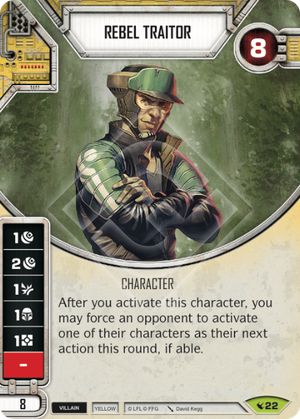 REBEL TRAITOR
8
1
2
1
1
1
–
CHARACTER
After you activate this character, you
may force an opponent to activate
one of their characters as their next
action this round, if able.
8
VILLAIN
YELLOW
© LFL © FFG
David Kegg
22